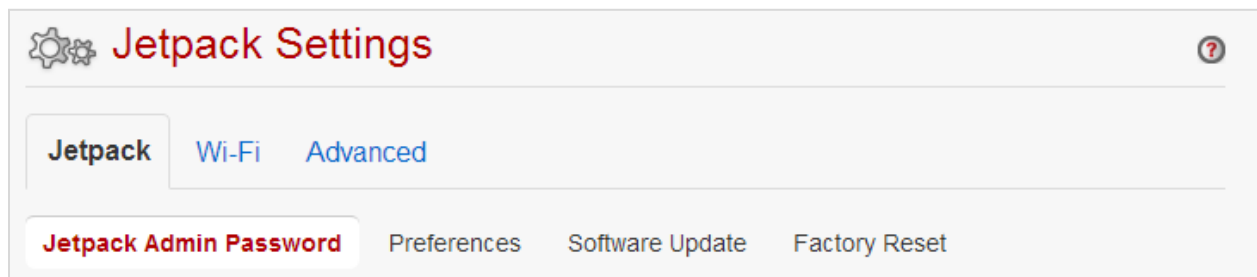 Jetpack Settings ?
Jetpack Wi-Fi Advanced
Jetpack Admin Password Preferences Software Update Factory Reset